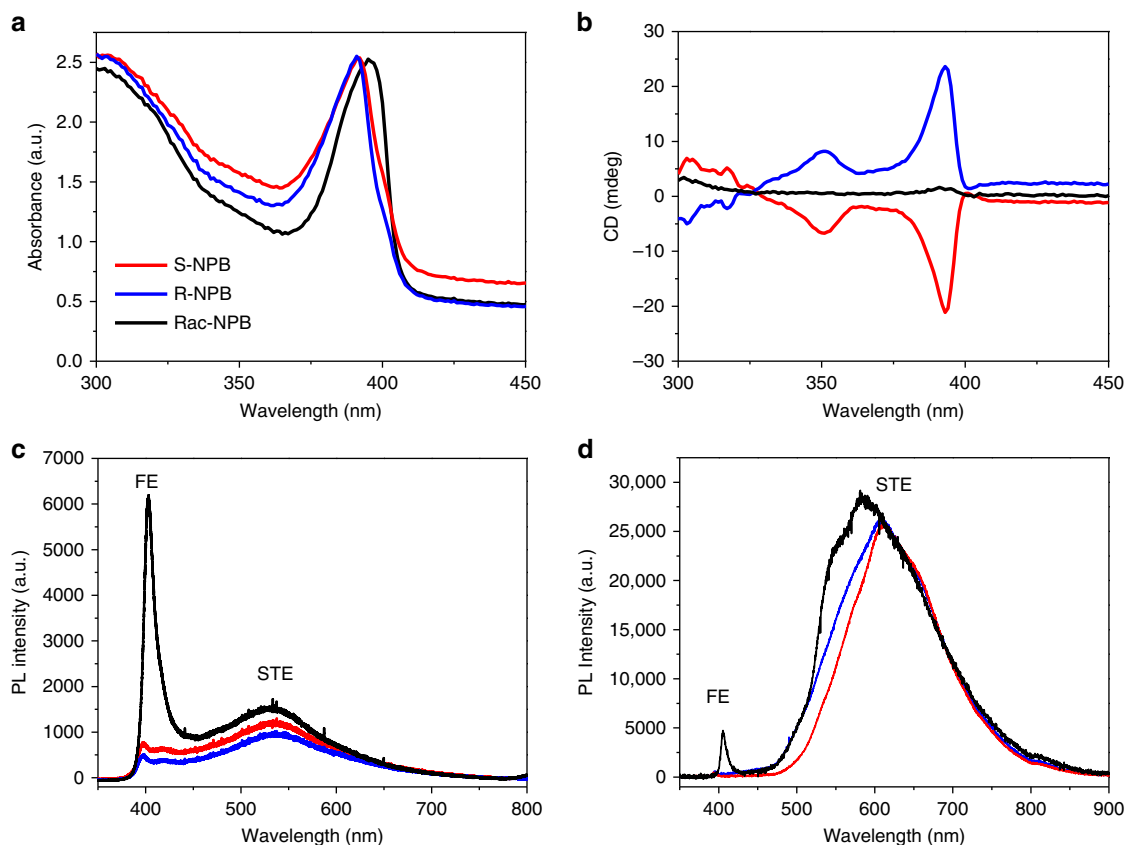 a
Absorbance (a.u.)
2.5
2.0
1.5
1.0
0.5
0.0
S-NPB
R-NPB
Rac-NPB
300
350
400
450
Wavelength (nm)
b
CD (mdeg)
30
20
10
0
–10
–20
–30
300
350
400
450
Wavelength (nm)
c
PL intensity (a.u.)
7000
6000
5000
4000
3000
2000
1000
0
FE
STE
400
500
600
700
800
Wavelength (nm)
d
PL Intensity (a.u.)
30,000
25,000
20,000
15,000
10,000
5000
0
STE
FE
400
500
600
700
800
900
Wavelength (nm)